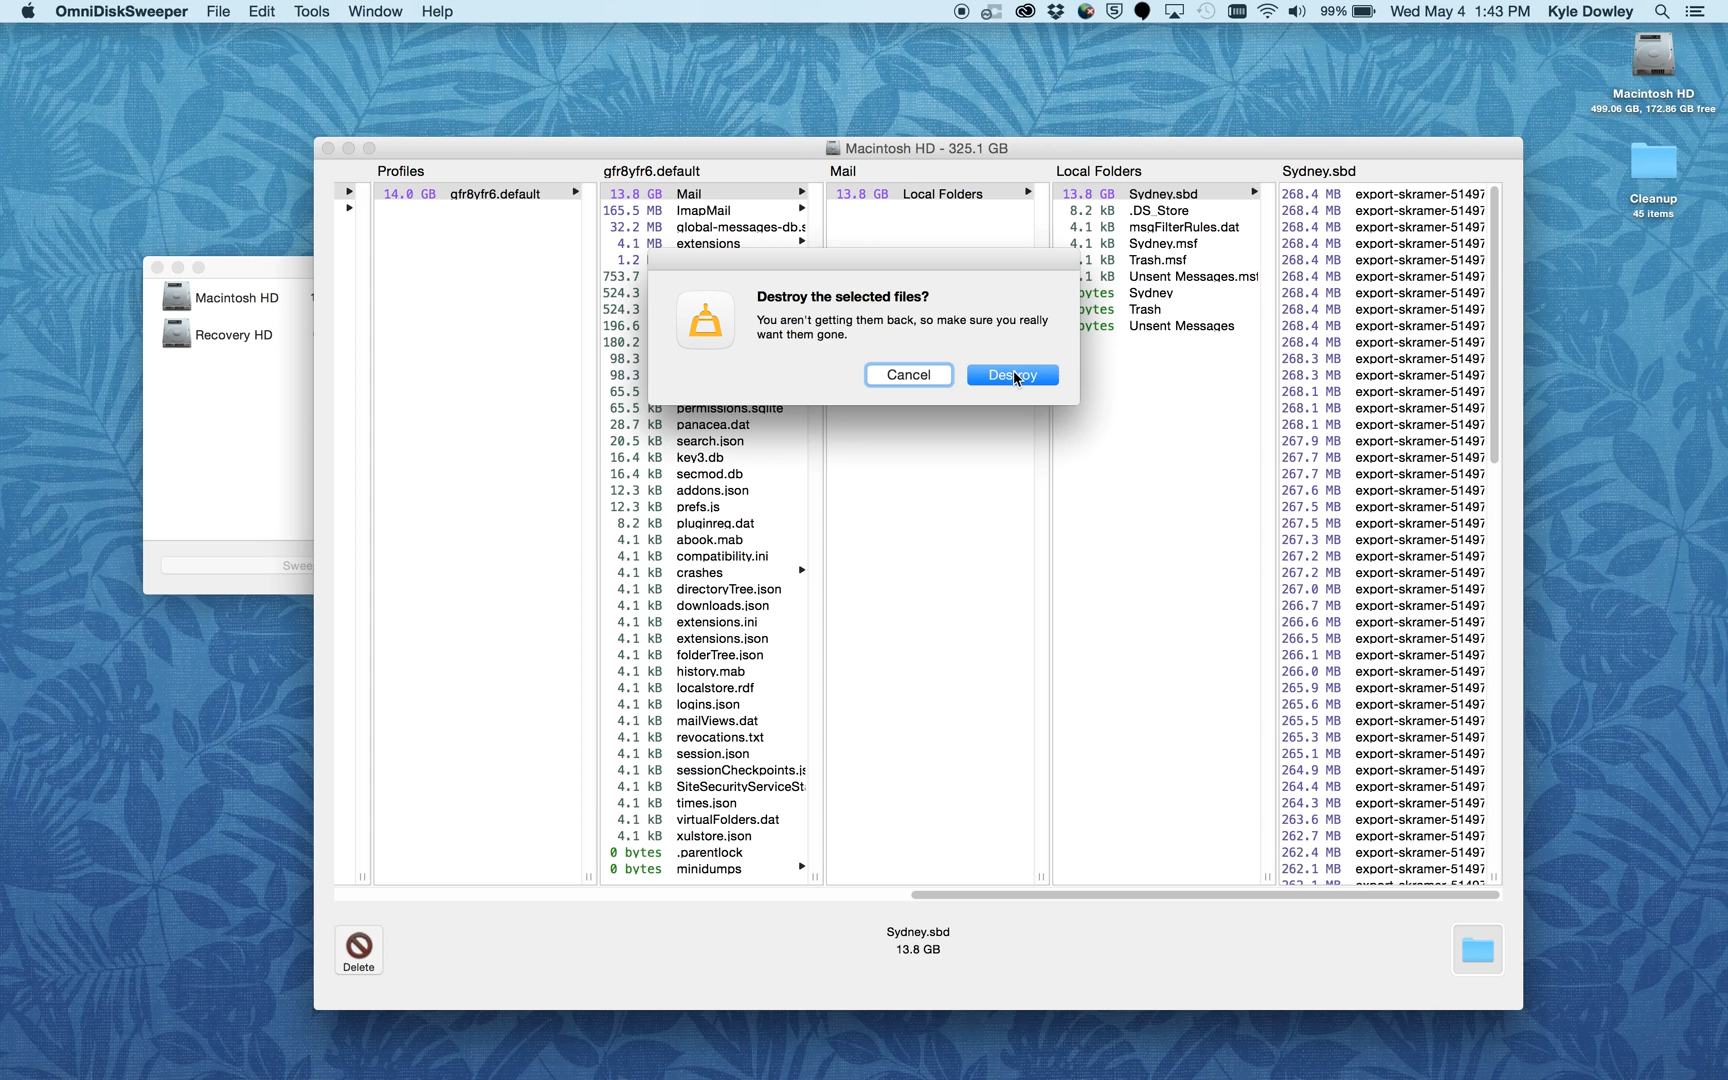 OmniDiskSweeper File Edit Tools Window Help 99% Wed May 4 1:43 PM Kyle Dowley
Macintosh HD
499.06 GB, 172.86 GB free
Cleanup
45 items
Macintosh HD
Recovery HD
Macintosh HD - 325.1 GB
Profiles
14.0 GB gfr8yfr6.default
gfr8yfr6.default
13.8 GB Mail
165.5 MB ImapMail
32.2 MB global-messages-db.s
4.1 MB extensions
1.2
753.7
524.3
524.3
196.6
180.2
98.3
98.3
65.5
65.5 kB permissions.sqlite
28.7 kB panacea.dat
20.5 kB search.json
16.4 kB key3.db
16.4 kB secmod.db
12.3 kB addons.json
12.3 kB prefs.js
8.2 kB pluginreg.dat
4.1 kB abook.mab
4.1 kB compatibility.ini
4.1 kB crashes
4.1 kB directoryTree.json
4.1 kB downloads.json
4.1 kB extensions.ini
4.1 kB extensions.json
4.1 kB folderTree.json
4.1 kB history.mab
4.1 kB localstore.rdf
4.1 kB logins.json
4.1 kB mailViews.dat
4.1 kB revocations.txt
4.1 kB session.json
4.1 kB sessionCheckpoints.js
4.1 kB SiteSecurityServiceSt
4.1 kB times.json
4.1 kB virtualFolders.dat
4.1 kB xulstore.json
0 bytes .parentlock
0 bytes minidumps
Mail
13.8 GB Local Folders
Local Folders
13.8 GB Sydney.sbd
8.2 kB .DS_Store
4.1 kB msgFilterRules.dat
4.1 kB Sydney.msf
.1 kB Trash.msf
.1 kB Unsent Messages.msf
bytes Sydney
bytes Trash
bytes Unsent Messages
Sydney.sbd
268.4 MB export-skramer-51497
268.4 MB export-skramer-51497
268.4 MB export-skramer-51497
268.4 MB export-skramer-51497
268.4 MB export-skramer-51497
268.4 MB export-skramer-51497
268.4 MB export-skramer-51497
268.4 MB export-skramer-51497
268.4 MB export-skramer-51497
268.4 MB export-skramer-51497
268.3 MB export-skramer-51497
268.3 MB export-skramer-51497
268.1 MB export-skramer-51497
268.1 MB export-skramer-51497
268.1 MB export-skramer-51497
267.9 MB export-skramer-51497
267.7 MB export-skramer-51497
267.7 MB export-skramer-51497
267.6 MB export-skramer-51497
267.5 MB export-skramer-51497
267.5 MB export-skramer-51497
267.3 MB export-skramer-51497
267.2 MB export-skramer-51497
267.2 MB export-skramer-51497
267.0 MB export-skramer-51497
266.7 MB export-skramer-51497
266.6 MB export-skramer-51497
266.5 MB export-skramer-51497
266.1 MB export-skramer-51497
266.0 MB export-skramer-51497
265.9 MB export-skramer-51497
265.6 MB export-skramer-51497
265.5 MB export-skramer-51497
265.3 MB export-skramer-51497
265.1 MB export-skramer-51497
264.9 MB export-skramer-51497
264.4 MB export-skramer-51497
264.3 MB export-skramer-51497
263.6 MB export-skramer-51497
262.7 MB export-skramer-51497
262.4 MB export-skramer-51497
262.1 MB export-skramer-51497
Destroy the selected files?
You aren't getting them back, so make sure you really
want them gone.
Cancel Destroy
Swee
Delete
Sydney.sbd
13.8 GB